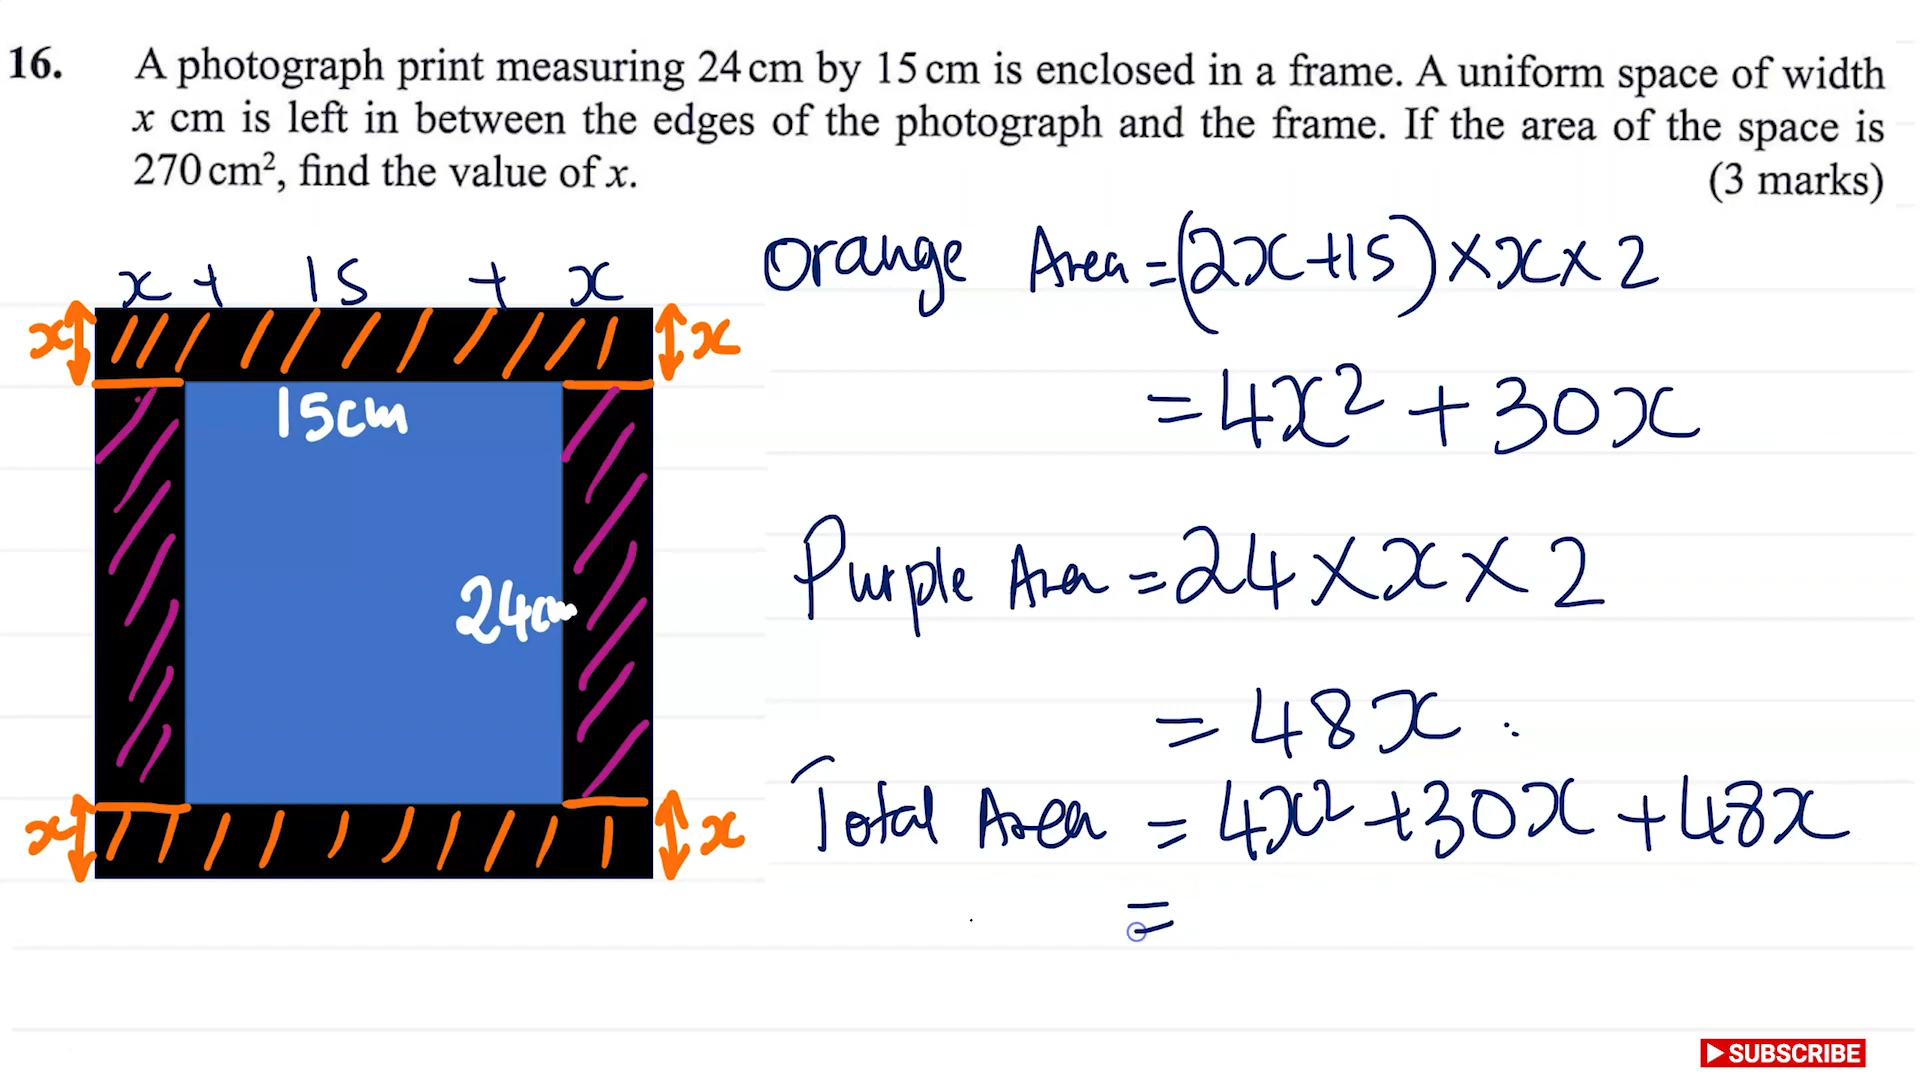 16. A photograph print measuring 24 cm by 15 cm is enclosed in a frame. A uniform space of width
x cm is left in between the edges of the photograph and the frame. If the area of the space is
270 cm², find the value of x.
(3 marks)
x + 15 + x
x
x
15cm
24cm
x
x
Orange Area = (2x+15) × x × 2
= 4x² + 30x
Purple Area = 24 × x × 2
= 48x
Total Area = 4x² + 30x + 48x
=
SUBSCRIBE